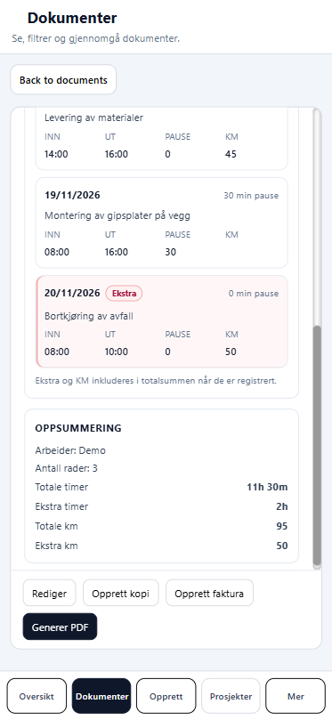 Dokumenter
Se, filtrer og gjennomgå dokumenter.
Back to documents
Levering av materialer
INN UT PAUSE KM
14:00 16:00 0 45
19/11/2026 30 min pause
Montering av gipsplater på vegg
INN UT PAUSE KM
08:00 16:00 30
20/11/2026 Ekstra 0 min pause
Bortkjøring av avfall
INN UT PAUSE KM
08:00 10:00 0 50
Ekstra og KM inkluderes i totalsummen når de er registrert.
OPPSUMMERING
Arbeider: Demo
Antall rader: 3
Totale timer 11h 30m
Ekstra timer 2h
Totale km 95
Ekstra km 50
Rediger Opprett kopi Opprett faktura
Generer PDF
Oversikt Dokumenter Opprett Prosjekter Mer